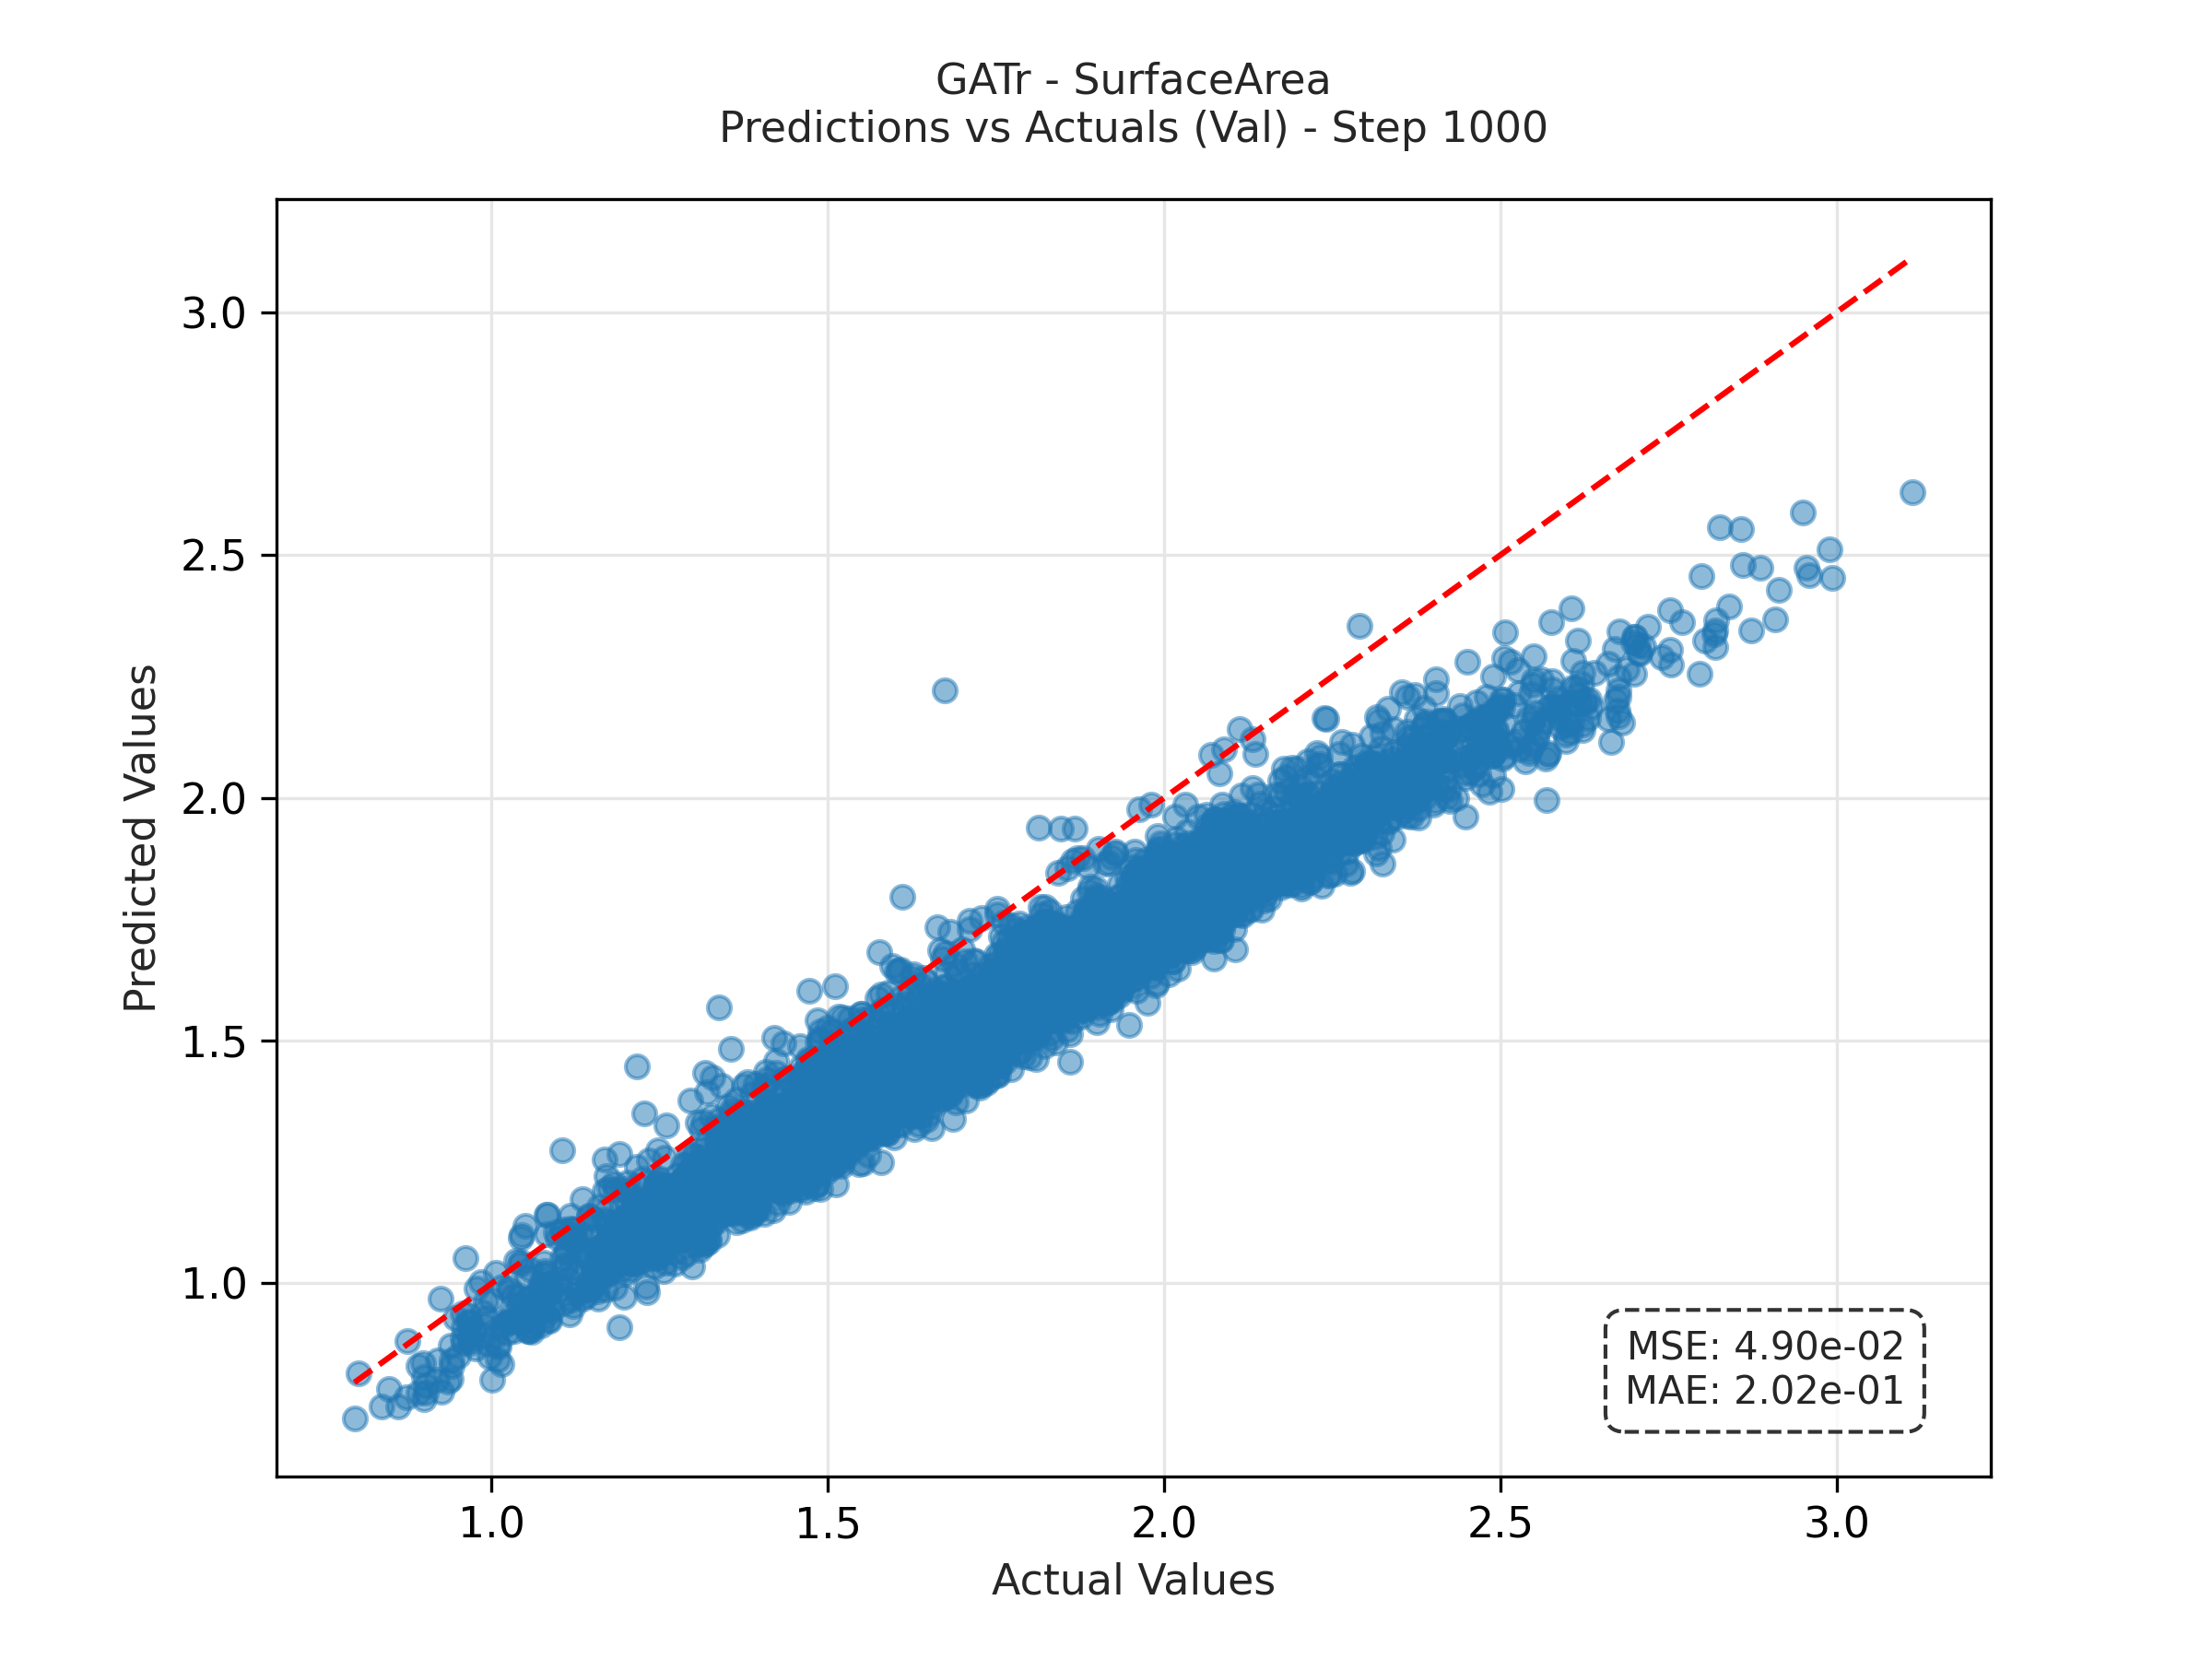 GATr - SurfaceArea
Predictions vs Actuals (Val) - Step 1000
Predicted Values
3.0
2.5
2.0
1.5
1.0
MSE: 4.90e-02
MAE: 2.02e-01
1.0 1.5 2.0 2.5 3.0
Actual Values